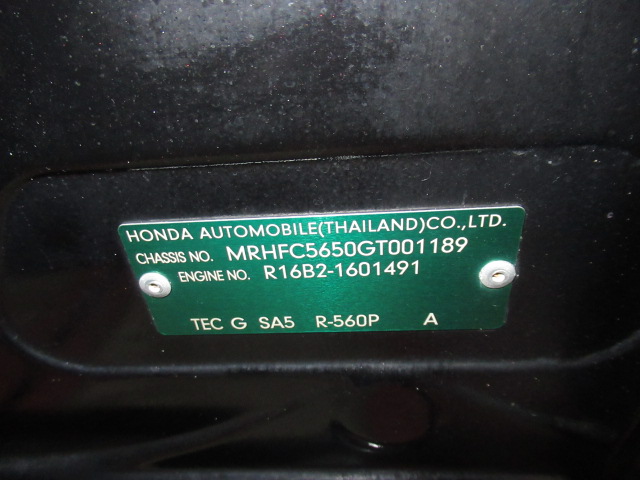 HONDA AUTOMOBILE(THAILAND)CO.,LTD.
CHASSIS NO. MRHFC5650GT001189
ENGINE NO. R16B2-1601491
TEC G SA5 R-560P A